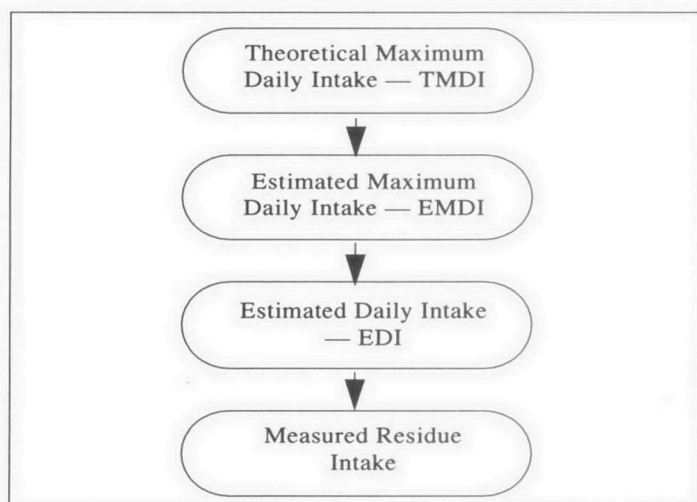 Theoretical Maximum
Daily Intake — TMDI
Estimated Maximum
Daily Intake — EMDI
Estimated Daily Intake
— EDI
Measured Residue
Intake